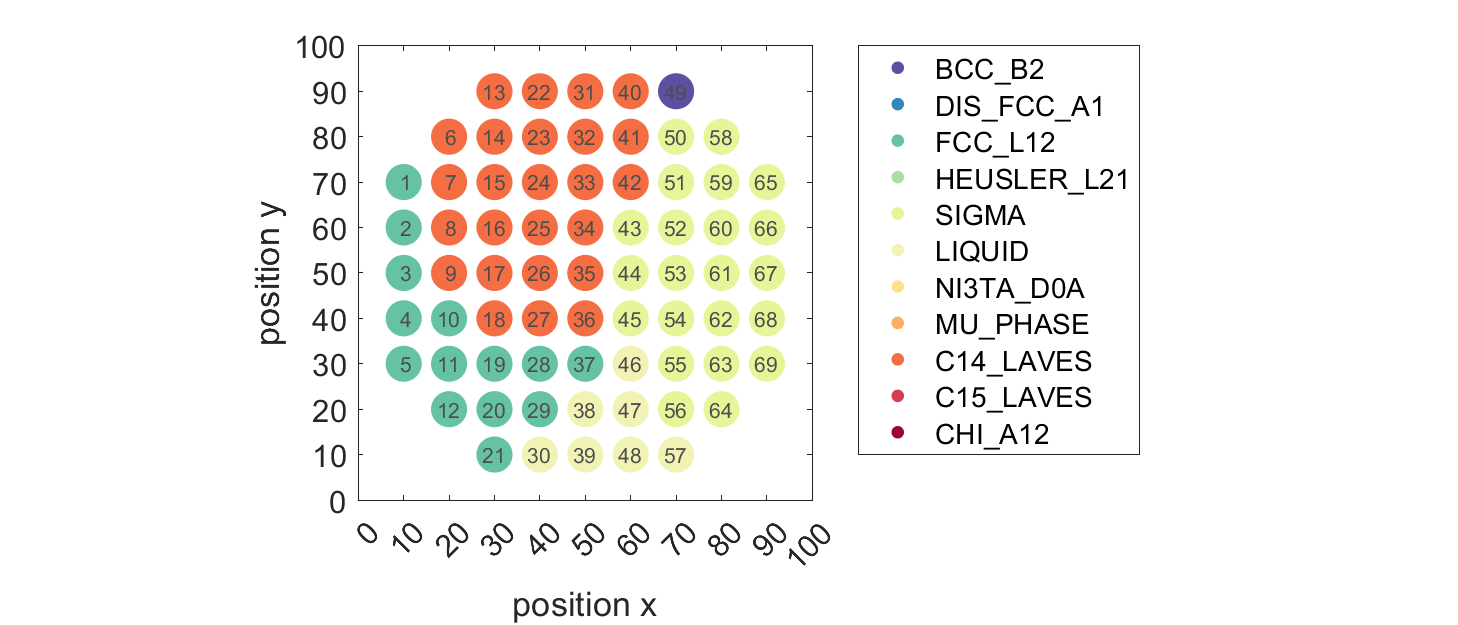 100
90
80
70
60
50
40
30
20
10
0
13 22 31 40 49
6 14 23 32 41 50 58
1 7 15 24 33 42 51 59 65
2 8 16 25 34 43 52 60 66
3 9 17 26 35 44 53 61 67
4 10 18 27 36 45 54 62 68
5 11 19 28 37 46 55 63 69
12 20 29 38 47 56 64
21 30 39 48 57
0 10 20 30 40 50 60 70 80 90 100
position x
position y
BCC_B2
DIS_FCC_A1
FCC_L12
HEUSLER_L21
SIGMA
LIQUID
NI3TA_D0A
MU_PHASE
C14_LAVES
C15_LAVES
CHI_A12